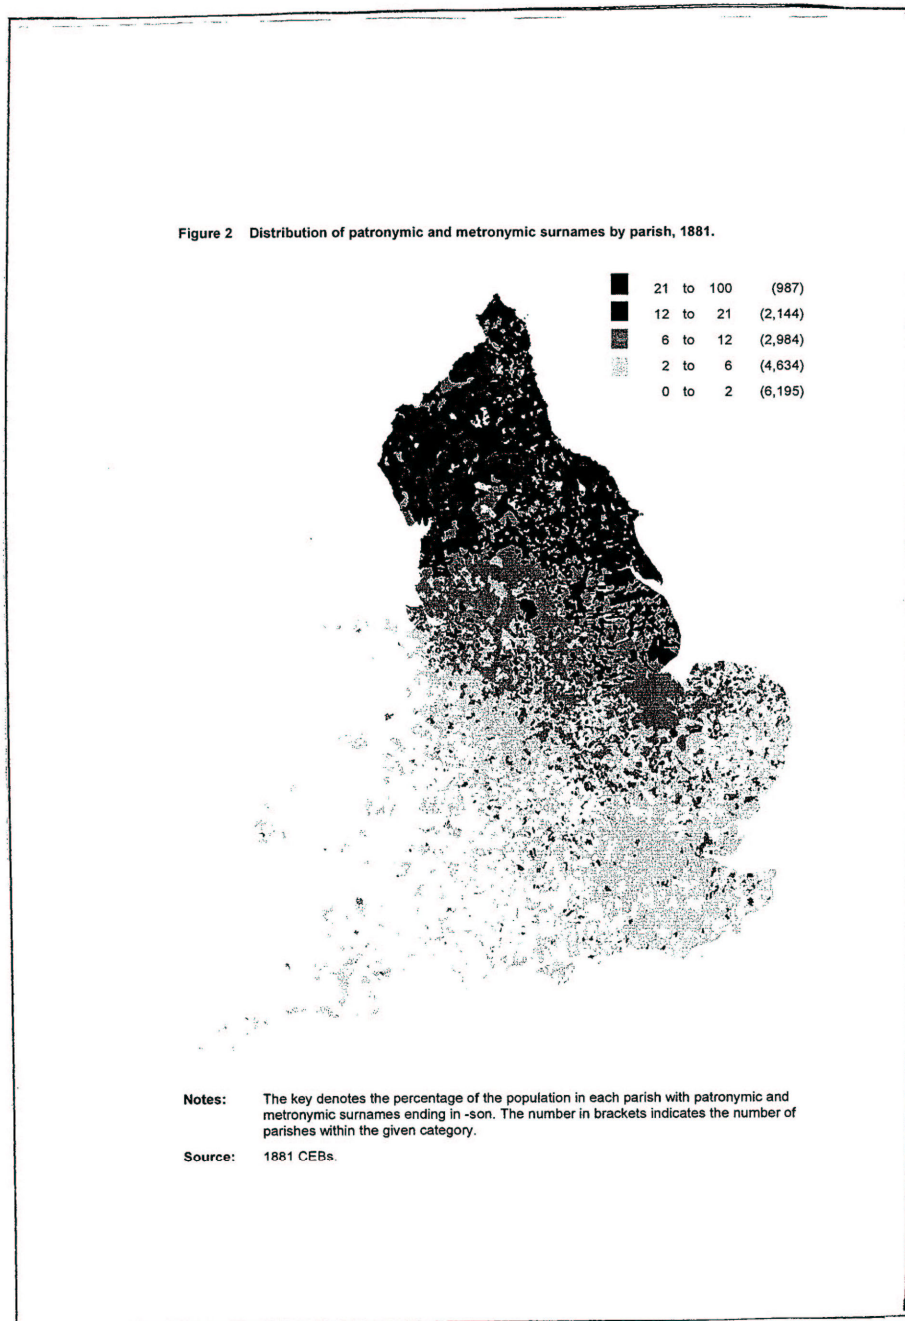 Figure 2 Distribution of patronymic and metronymic surnames by parish, 1881.
21 to 100 (987)
12 to 21 (2,144)
6 to 12 (2,984)
2 to 6 (4,634)
0 to 2 (6,195)
Notes: The key denotes the percentage of the population in each parish with patronymic and
metronymic surnames ending in -son. The number in brackets indicates the number of
parishes within the given category.
Source: 1881 CEBs.